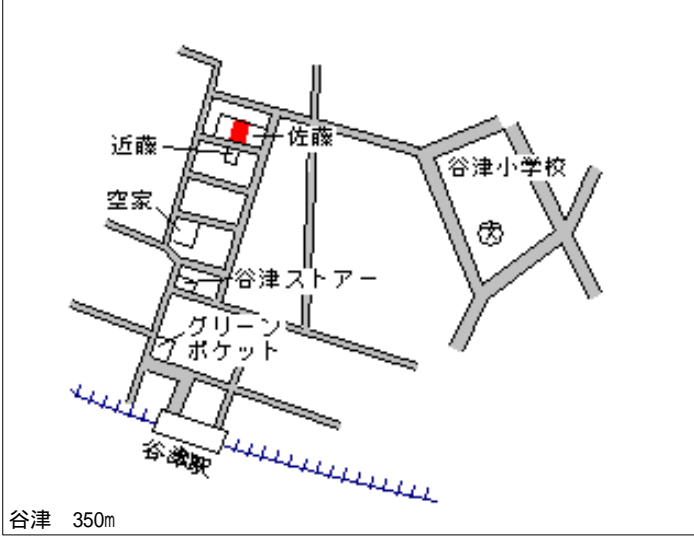 佐藤
近藤
谷津小学校
空家
文
谷津ストアー
グリーン
ポケット
谷津駅
谷津 350m